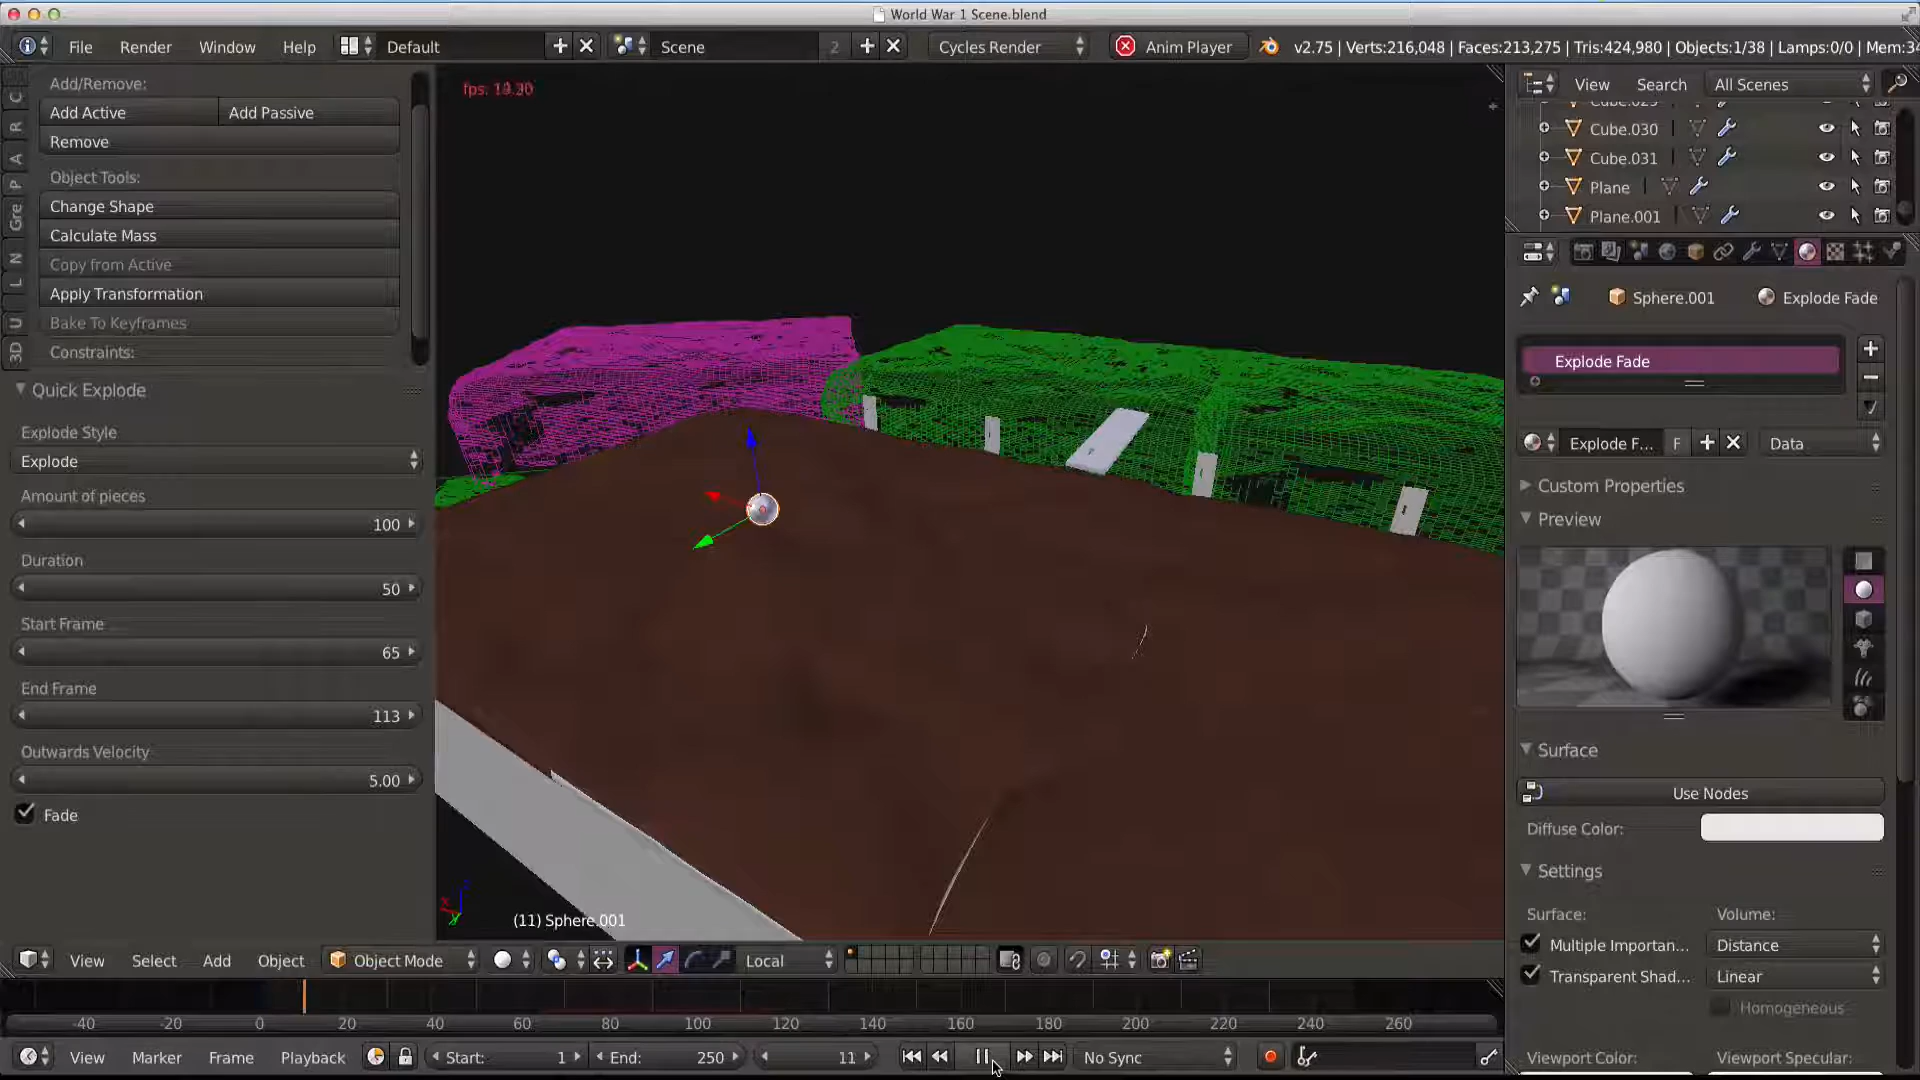 World War 1 Scene.blend
File Render Window Help Default Scene 2 Cycles Render Anim Player v2.75 | Verts:216,048 | Faces:213,275 | Tris:424,980 | Objects:1/38 | Lamps:0/0 | Mem:34
Add/Remove:
Add Active Add Passive
Remove
Object Tools:
Change Shape
Calculate Mass
Copy from Active
Apply Transformation
Bake To Keyframes
Constraints:
C
R
A
P
Gre
N
L
U
3D
Quick Explode
Explode Style
Explode
Amount of pieces
100
Duration
50
Start Frame
65
End Frame
113
Outwards Velocity
5.00
Fade
(11) Sphere.001
View Search All Scenes
Cube.030
Cube.031
Plane
Plane.001
Sphere.001 Explode Fade
Explode Fade
Explode F... F Data
Custom Properties
Preview
Surface
Use Nodes
Diffuse Color:
Settings
Surface: Volume:
Multiple Importan... Distance
Transparent Shad... Linear
Homogeneous
Viewport Color: Viewport Specular:
View Select Add Object Object Mode Local
-40 -20 0 20 40 60 80 100 120 140 160 180 200 220 240 260
View Marker Frame Playback Start: 1 End: 250 11 No Sync